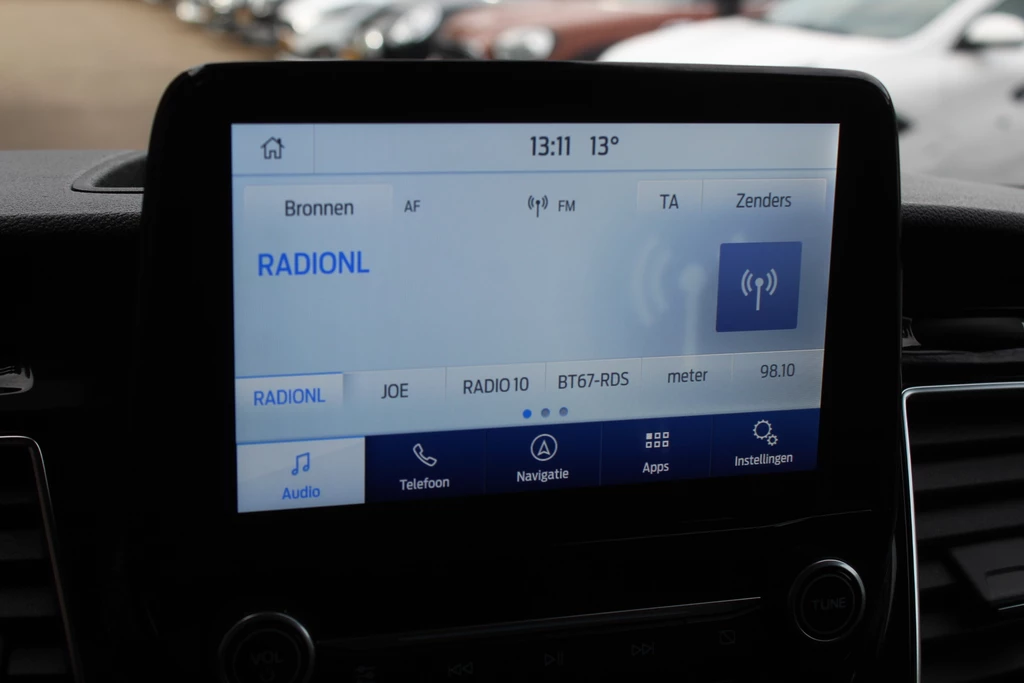 13:11 13°
Bronnen AF FM TA Zenders
RADIONL
RADIONL JOE RADIO 10 BT67-RDS meter 98.10
Audio Telefoon Navigatie Apps Instellingen
VOL TUNE